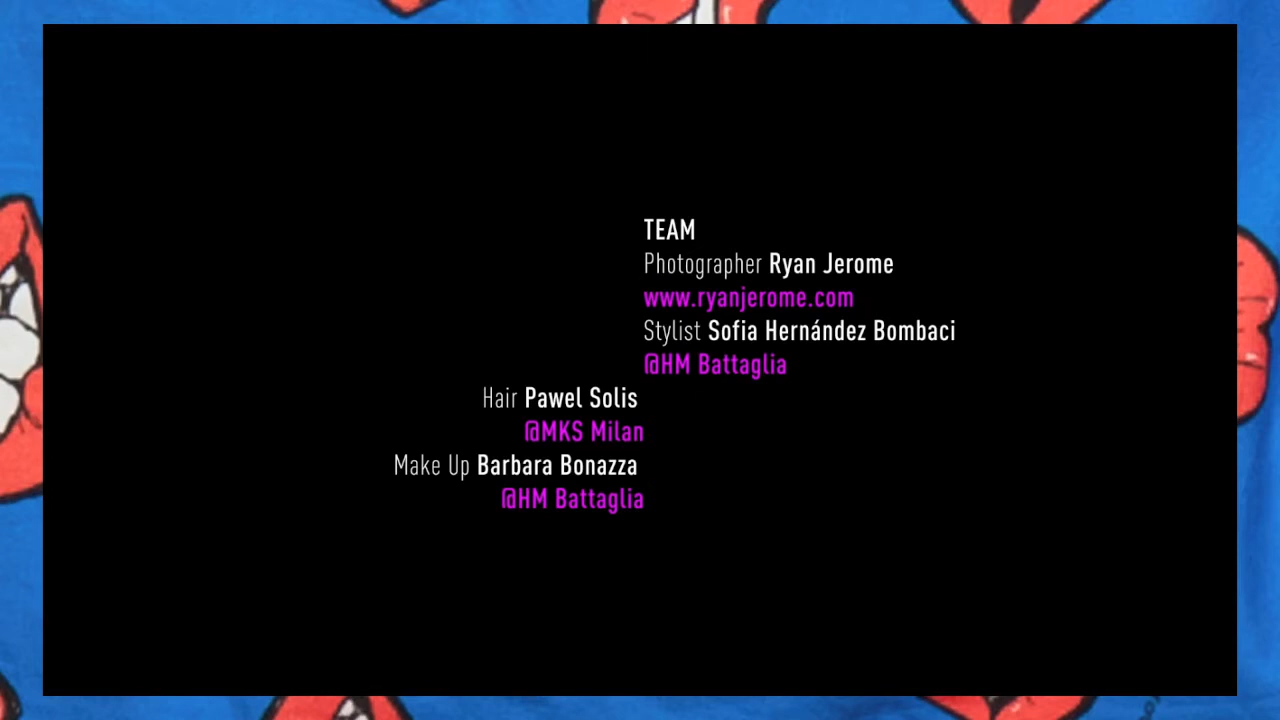 TEAM
Photographer Ryan Jerome
www.ryanjerome.com
Stylist Sofia Hernández Bombaci
@HM Battaglia
Hair Pawel Solis
@MKS Milan
Make Up Barbara Bonazza
@HM Battaglia